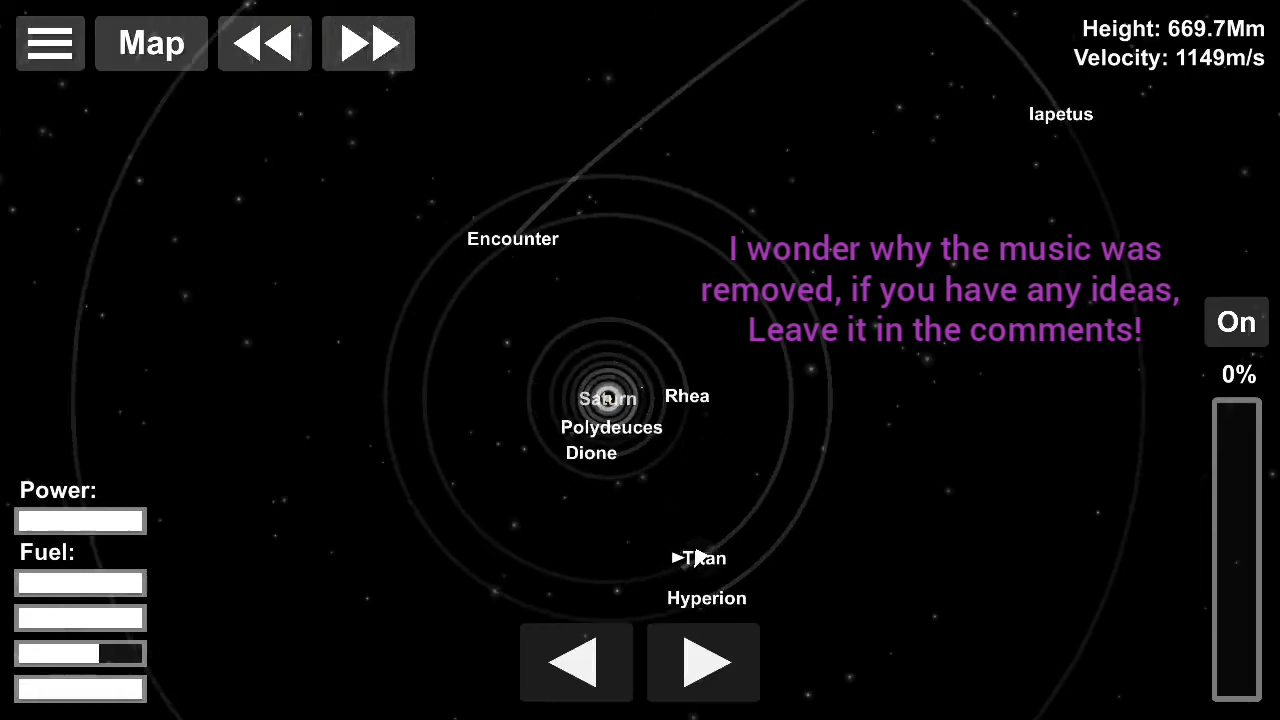 Map
Height: 669.7Mm
Velocity: 1149m/s
Iapetus
Encounter
I wonder why the music was
removed, if you have any ideas,
Leave it in the comments!
On
0%
Saturn
Rhea
Polydeuces
Dione
Power:
Fuel:
Titan
Hyperion